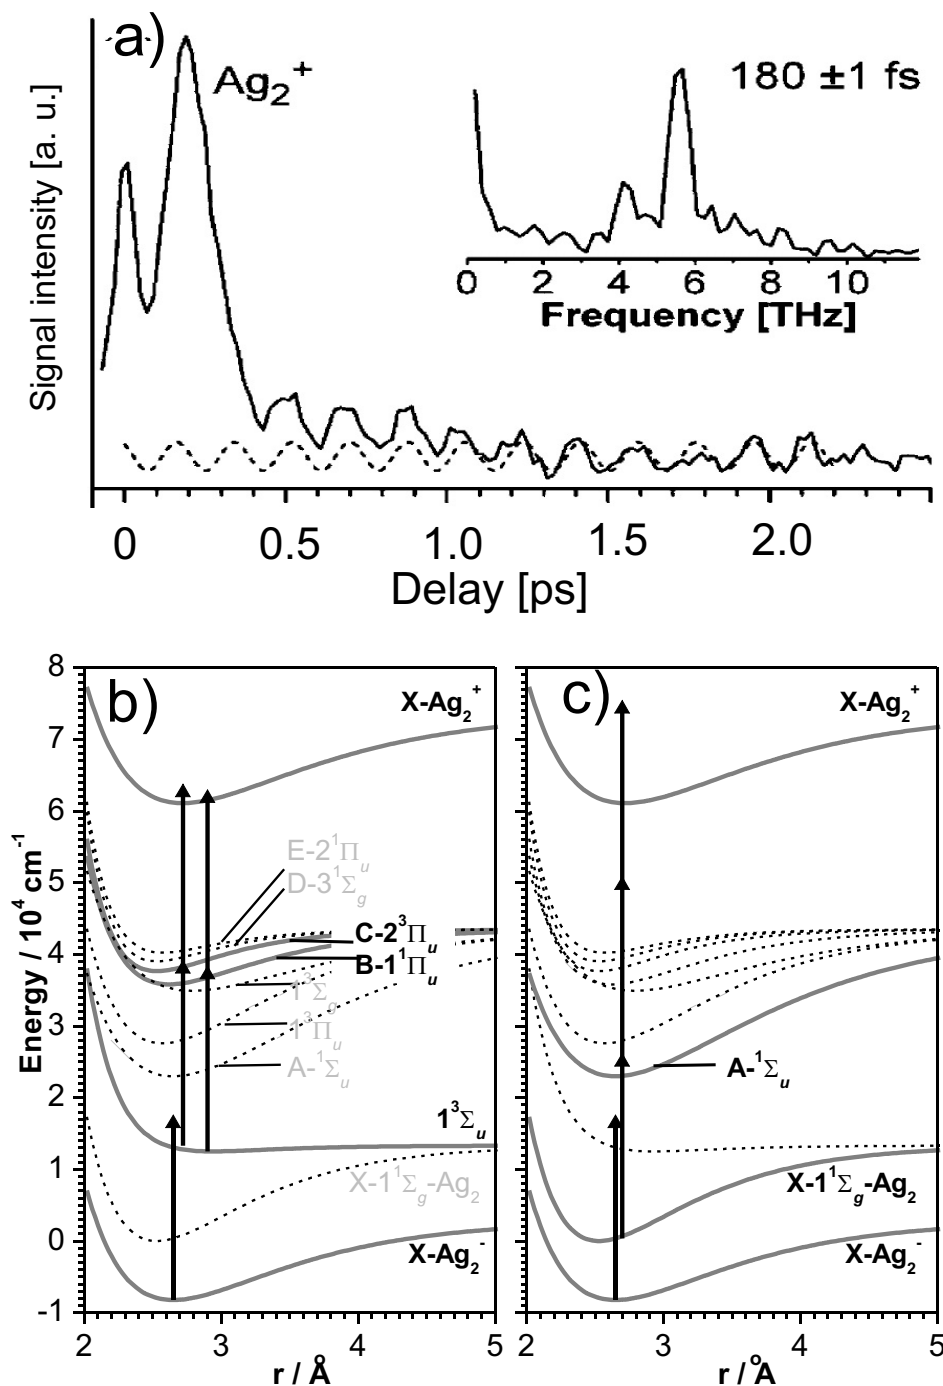 a)
Ag₂⁺
180 ±1 fs
Signal intensity [a. u.]
0 2 4 6 8 10
Frequency [THz]
0 0.5 1.0 1.5 2.0
Delay [ps]
b)
X-Ag₂⁺
E-2¹Πᵤ
D-3¹Σg
C-2³Πᵤ
B-1¹Πᵤ
1³Σg
1³Πᵤ
A-¹Σᵤ
1³Σᵤ
X-1¹Σg-Ag₂
X-Ag₂⁻
Energy / 10⁴ cm⁻¹
8
7
6
5
4
3
2
1
0
-1
2 3 4 5
r / Å
c)
X-Ag₂⁺
A-¹Σᵤ
X-1¹Σg-Ag₂
X-Ag₂⁻
2 3 4 5
r / Å